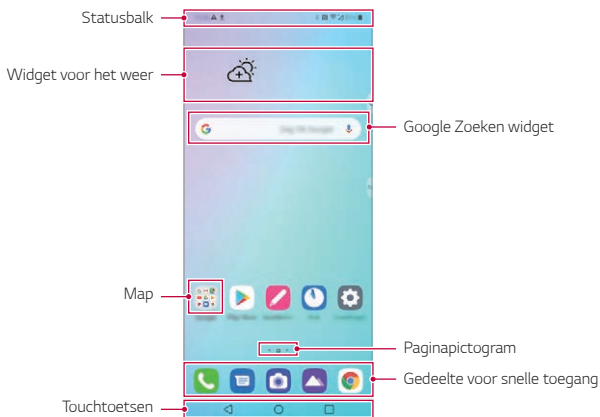 Statusbalk
Widget voor het weer
Google Zoeken widget
Map
Paginapictogram
Gedeelte voor snelle toegang
Touchtoetsen